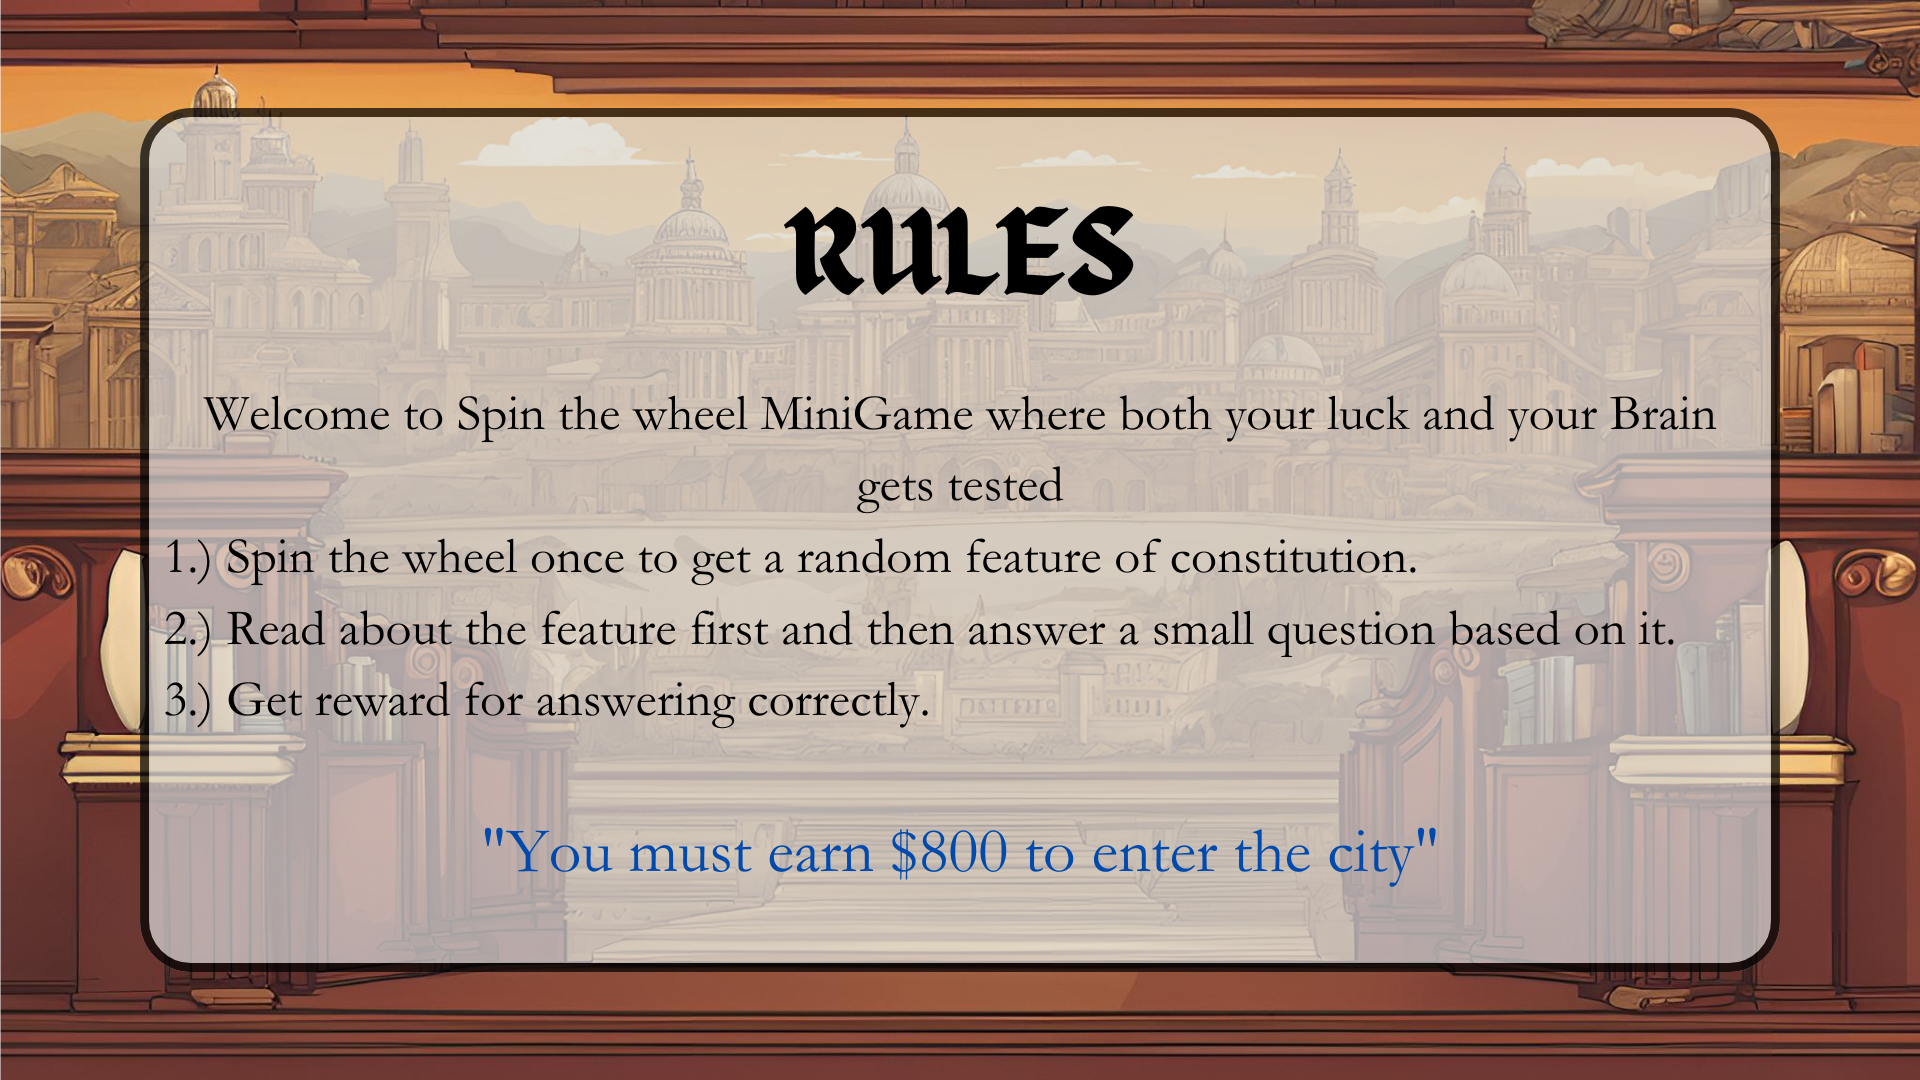 RULES
Welcome to Spin the wheel MiniGame where both your luck and your Brain
gets tested
1.) Spin the wheel once to get a random feature of constitution.
2.) Read about the feature first and then answer a small question based on it.
3.) Get reward for answering correctly.
"You must earn $800 to enter the city"